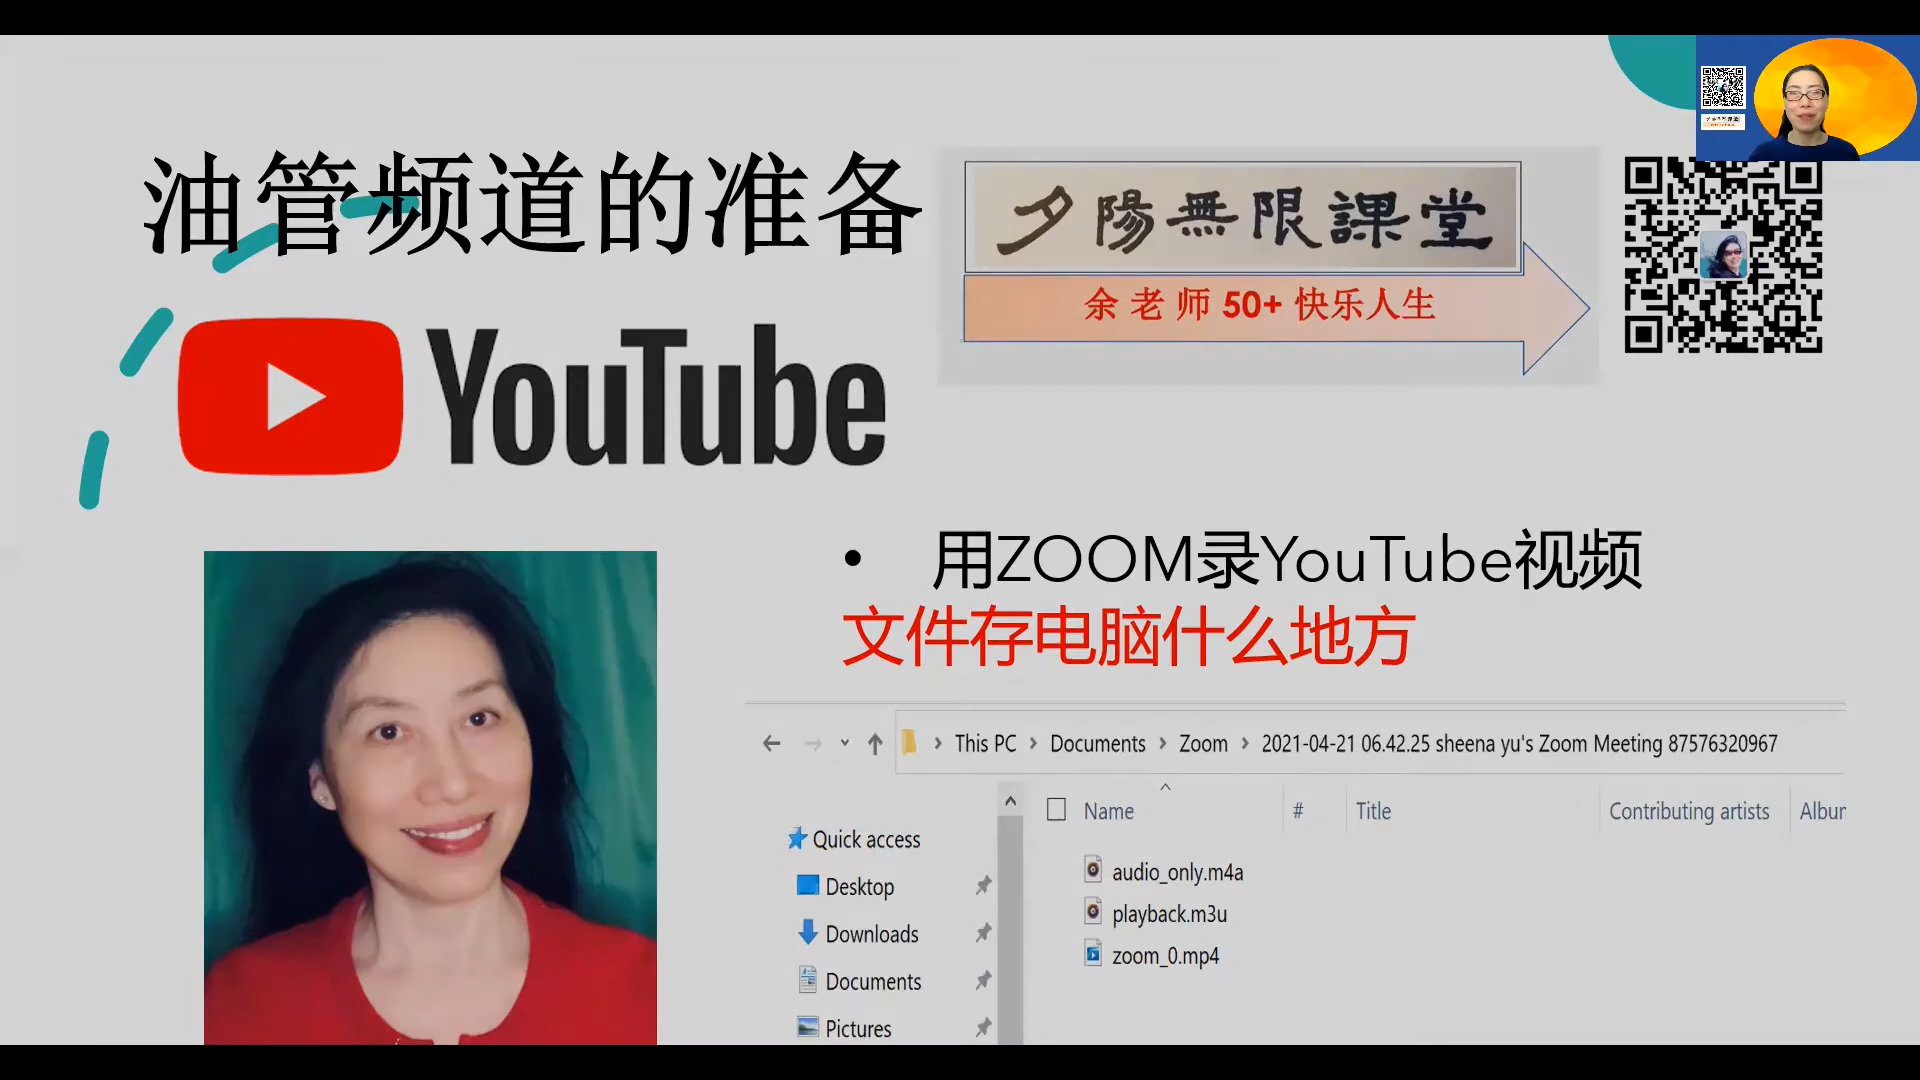 油管频道的准备
夕陽無限課堂
余老师 50+ 快乐人生
YouTube
• 用ZOOM录YouTube视频
文件存电脑什么地方
This PC › Documents › Zoom › 2021-04-21 06.42.25 sheena yu's Zoom Meeting 87576320967
Name # Title Contributing artists Albur
Quick access
Desktop
Downloads
Documents
Pictures
audio_only.m4a
playback.m3u
zoom_0.mp4